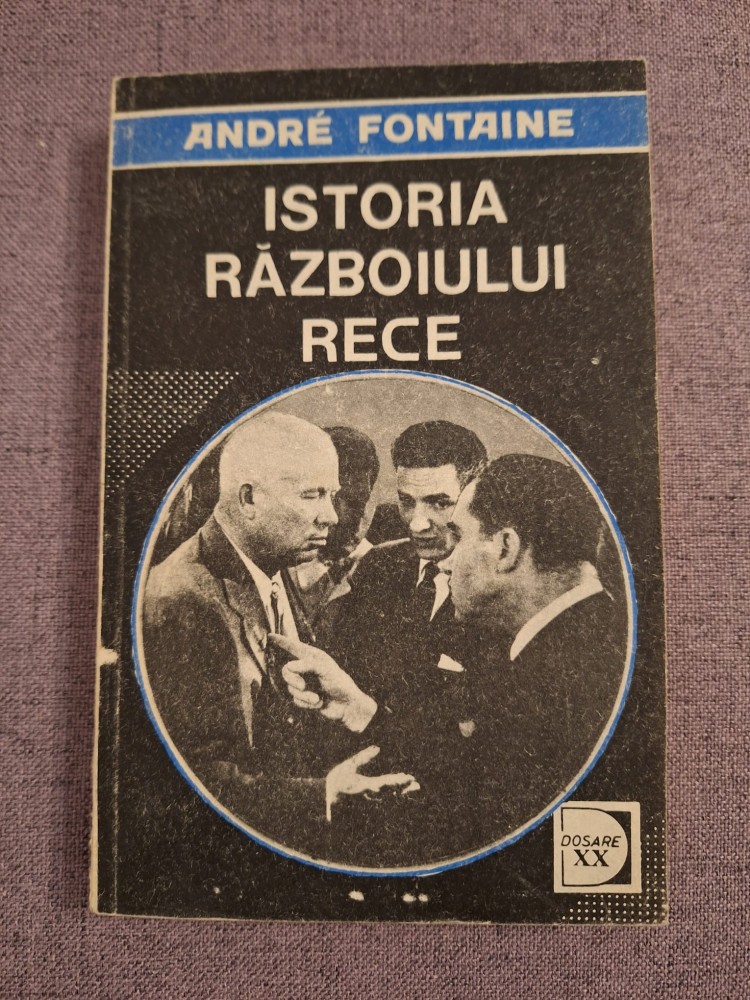 ANDRÉ FONTAINE
ISTORIA
RĂZBOIULUI
RECE
DOSARE
XX